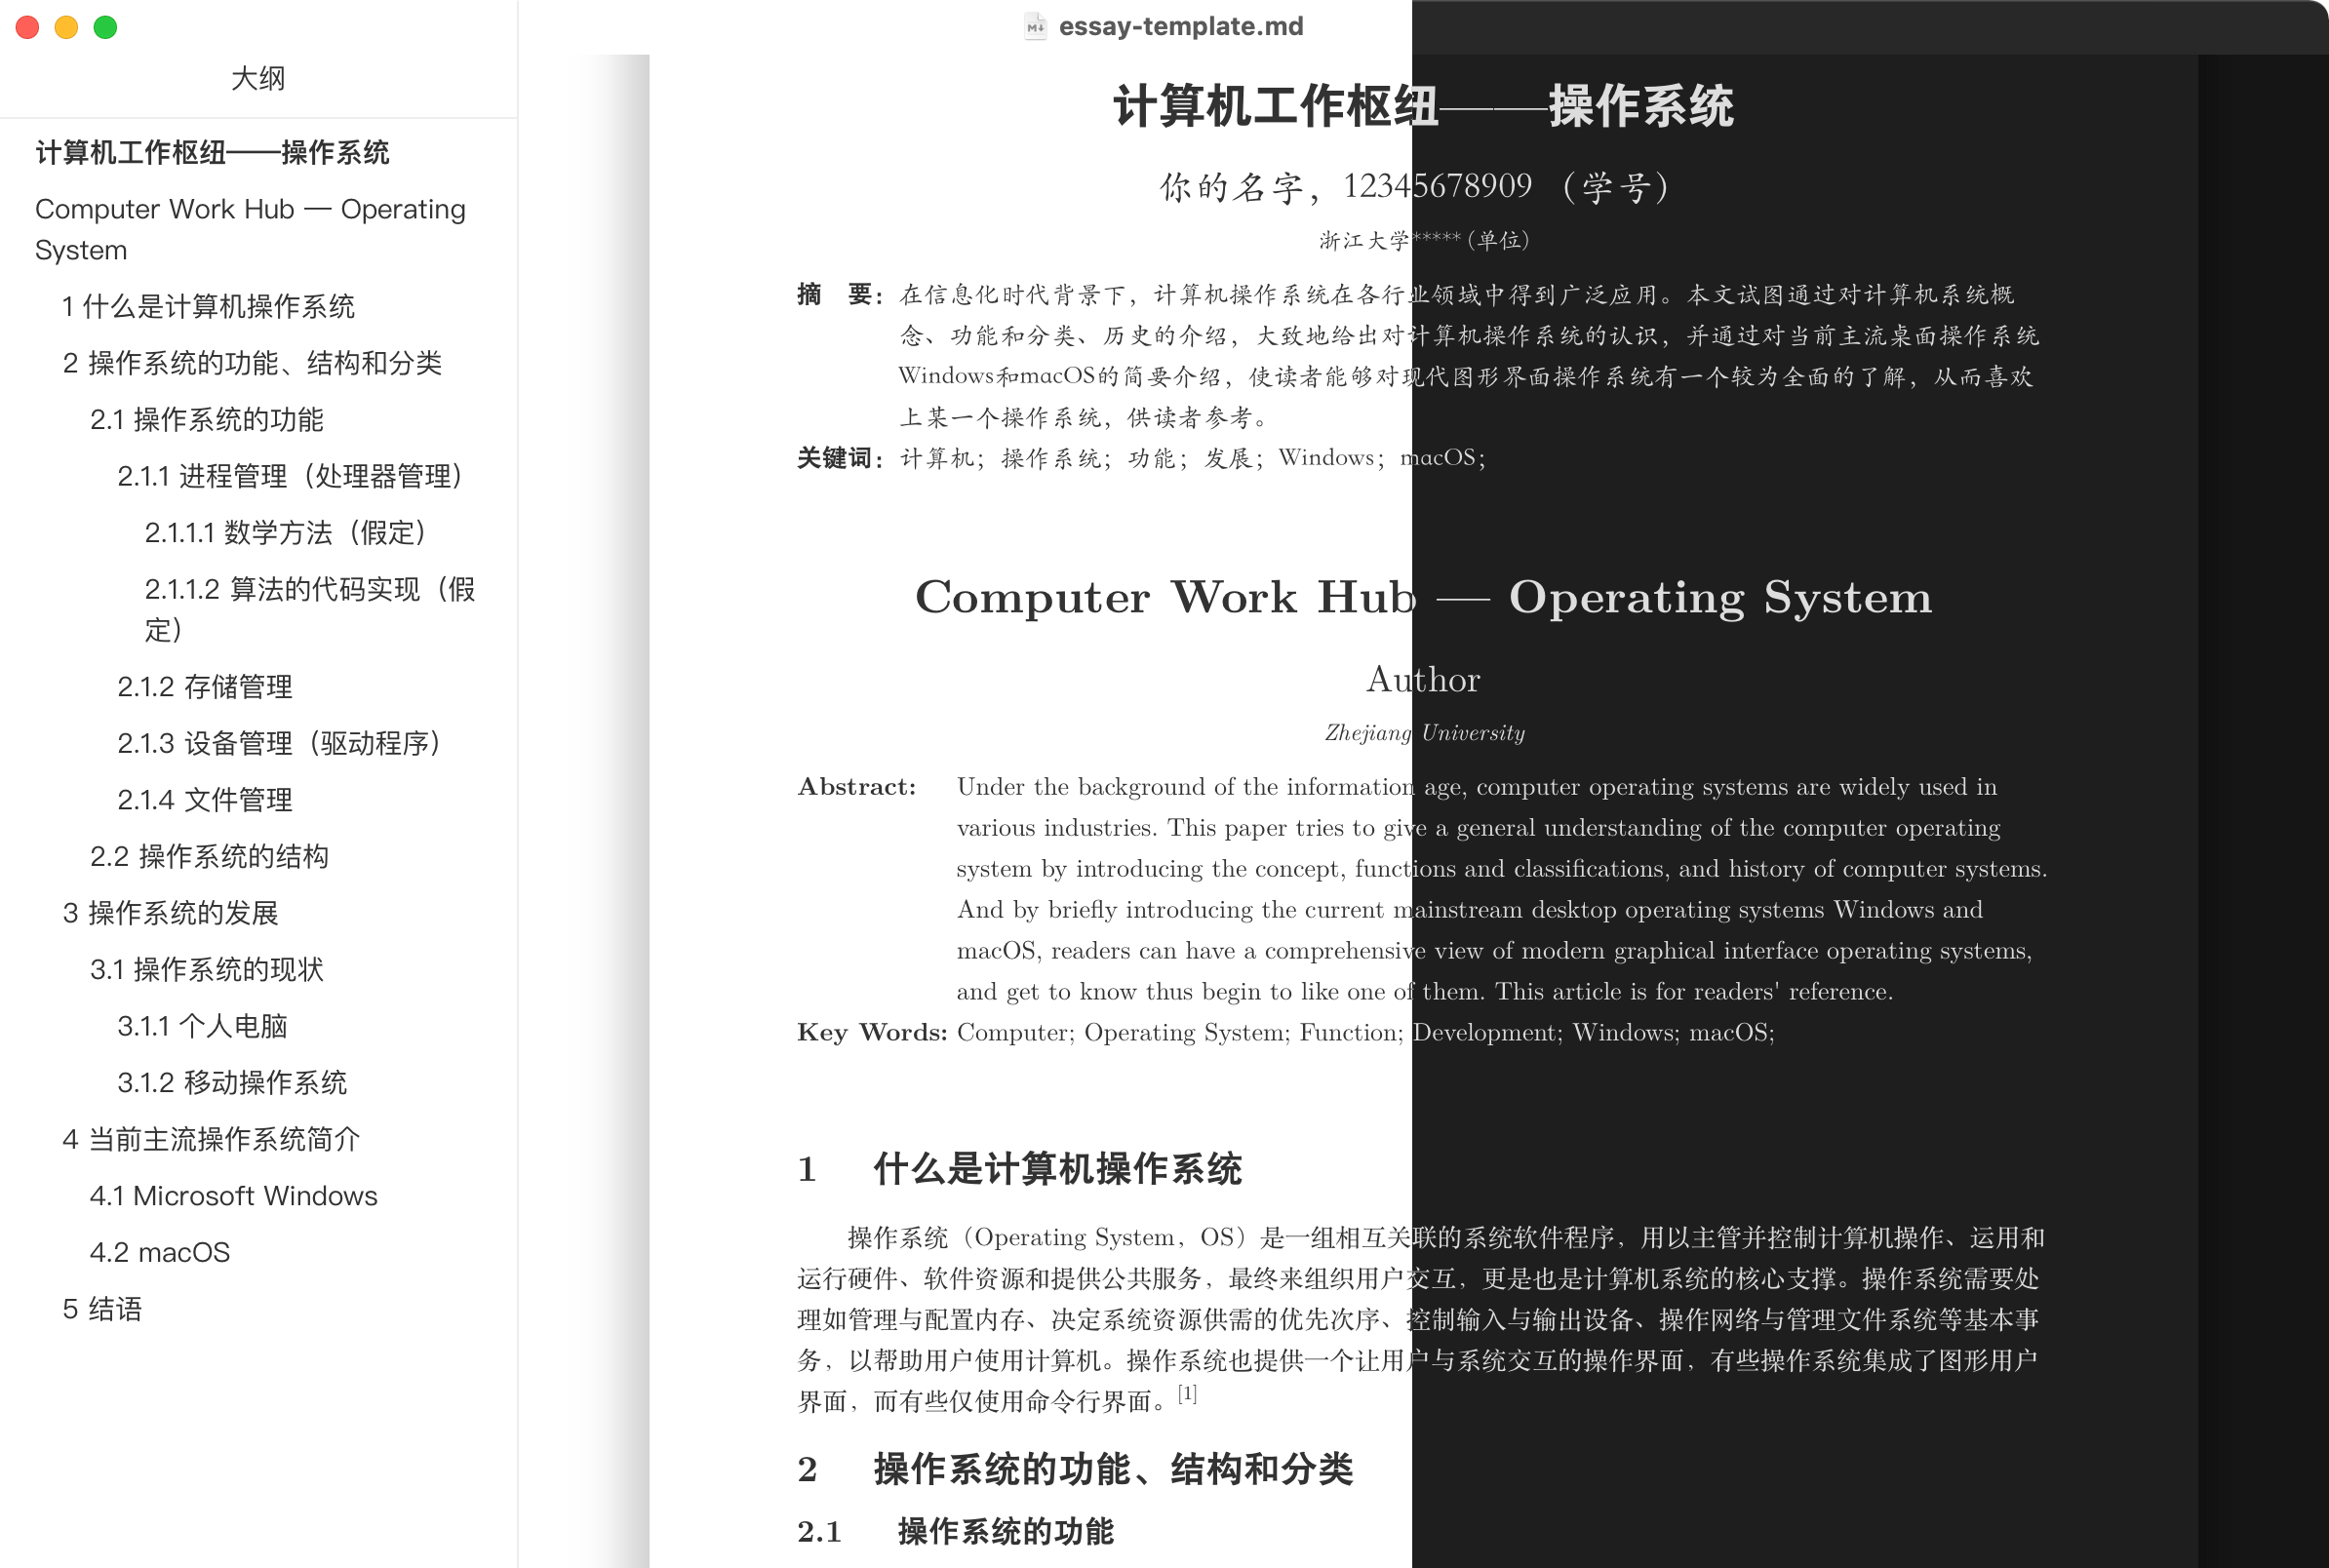 essay-template.md
大纲
计算机工作枢纽——操作系统
Computer Work Hub — Operating
System
1 什么是计算机操作系统
2 操作系统的功能、结构和分类
2.1 操作系统的功能
2.1.1 进程管理（处理器管理）
2.1.1.1 数学方法（假定）
2.1.1.2 算法的代码实现（假
定）
2.1.2 存储管理
2.1.3 设备管理（驱动程序）
2.1.4 文件管理
2.2 操作系统的结构
3 操作系统的发展
3.1 操作系统的现状
3.1.1 个人电脑
3.1.2 移动操作系统
4 当前主流操作系统简介
4.1 Microsoft Windows
4.2 macOS
5 结语
计算机工作枢纽——操作系统
你的名字，12345678909 （学号）
浙江大学*****（单位）
摘　要：在信息化时代背景下，计算机操作系统在各行业领域中得到广泛应用。本文试图通过对计算机系统概
念、功能和分类、历史的介绍，大致地给出对计算机操作系统的认识，并通过对当前主流桌面操作系统
Windows和macOS的简要介绍，使读者能够对现代图形界面操作系统有一个较为全面的了解，从而喜欢
上某一个操作系统，供读者参考。
关键词：计算机；操作系统；功能；发展；Windows；macOS；
Computer Work Hub — Operating System
Author
Zhejiang University
Abstract: Under the background of the information age, computer operating systems are widely used in
various industries. This paper tries to give a general understanding of the computer operating
system by introducing the concept, functions and classifications, and history of computer systems.
And by briefly introducing the current mainstream desktop operating systems Windows and
macOS, readers can have a comprehensive view of modern graphical interface operating systems,
and get to know thus begin to like one of them. This article is for readers' reference.
Key Words: Computer; Operating System; Function; Development; Windows; macOS;
1 什么是计算机操作系统
操作系统（Operating System，OS）是一组相互关联的系统软件程序，用以主管并控制计算机操作、运用和
运行硬件、软件资源和提供公共服务，最终来组织用户交互，更是也是计算机系统的核心支撑。操作系统需要处
理如管理与配置内存、决定系统资源供需的优先次序、控制输入与输出设备、操作网络与管理文件系统等基本事
务，以帮助用户使用计算机。操作系统也提供一个让用户与系统交互的操作界面，有些操作系统集成了图形用户
界面，而有些仅使用命令行界面。[1]
2 操作系统的功能、结构和分类
2.1 操作系统的功能